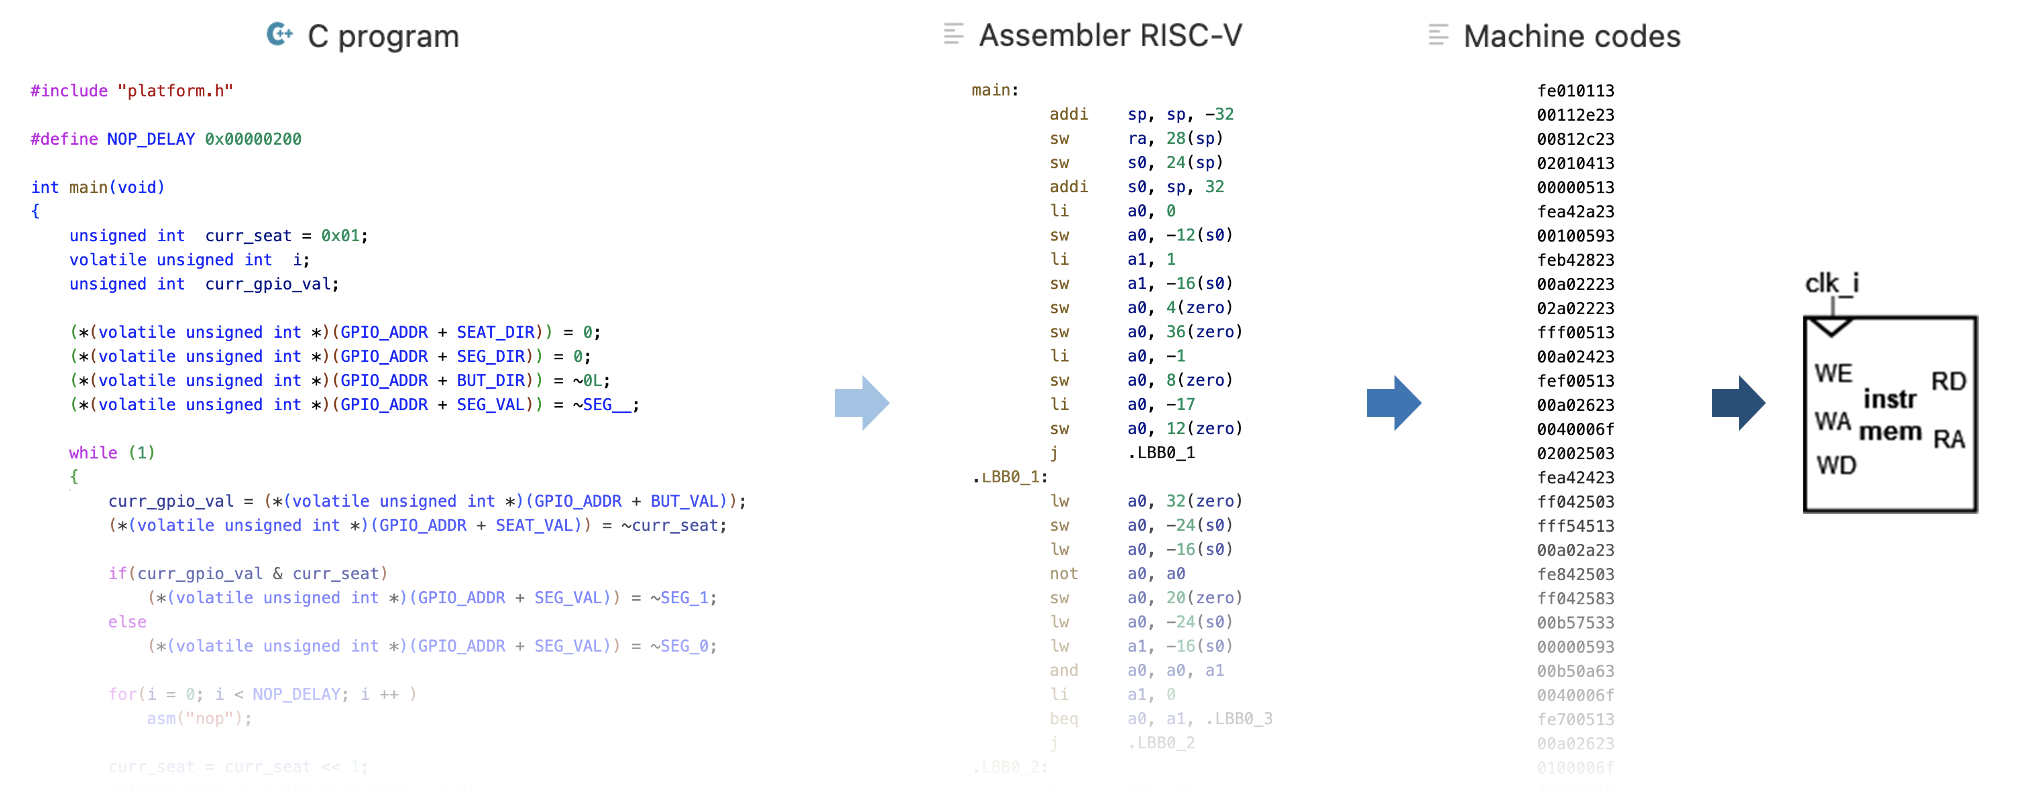 C program
#include "platform.h"
#define NOP_DELAY 0x00000200
int main(void)
{
unsigned int  curr_seat = 0x01;
volatile unsigned int  i;
unsigned int  curr_gpio_val;
(*(volatile unsigned int *)(GPIO_ADDR + SEAT_DIR)) = 0;
(*(volatile unsigned int *)(GPIO_ADDR + SEG_DIR)) = 0;
(*(volatile unsigned int *)(GPIO_ADDR + BUT_DIR)) = ~0L;
(*(volatile unsigned int *)(GPIO_ADDR + SEG_VAL)) = ~SEG__;
while (1)
{
curr_gpio_val = (*(volatile unsigned int *)(GPIO_ADDR + BUT_VAL));
(*(volatile unsigned int *)(GPIO_ADDR + SEAT_VAL)) = ~curr_seat;
if(curr_gpio_val & curr_seat)
(*(volatile unsigned int *)(GPIO_ADDR + SEG_VAL)) = ~SEG_1;
else
(*(volatile unsigned int *)(GPIO_ADDR + SEG_VAL)) = ~SEG_0;
for(i = 0; i < NOP_DELAY; i ++ )
asm("nop");
curr_seat = curr_seat << 1;
Assembler RISC-V
main:
addi sp, sp, -32
sw ra, 28(sp)
sw s0, 24(sp)
addi s0, sp, 32
li a0, 0
sw a0, -12(s0)
li a1, 1
sw a1, -16(s0)
sw a0, 4(zero)
sw a0, 36(zero)
li a0, -1
sw a0, 8(zero)
li a0, -17
sw a0, 12(zero)
j .LBB0_1
.LBB0_1:
lw a0, 32(zero)
sw a0, -24(s0)
lw a0, -16(s0)
not a0, a0
sw a0, 20(zero)
lw a0, -24(s0)
lw a1, -16(s0)
and a0, a0, a1
li a1, 0
beq a0, a1, .LBB0_3
j .LBB0_2
.LBB0_2:
Machine codes
fe010113
00112e23
00812c23
02010413
00000513
fea42a23
00100593
feb42823
00a02223
02a02223
fff00513
00a02423
fef00513
00a02623
0040006f
02002503
fea42423
ff042503
fff54513
00a02a23
fe842503
ff042583
00b57533
00000593
00b50a63
0040006f
fe700513
00a02623
0100006f
clk_i
WE
RD
instr
WA
mem
RA
WD